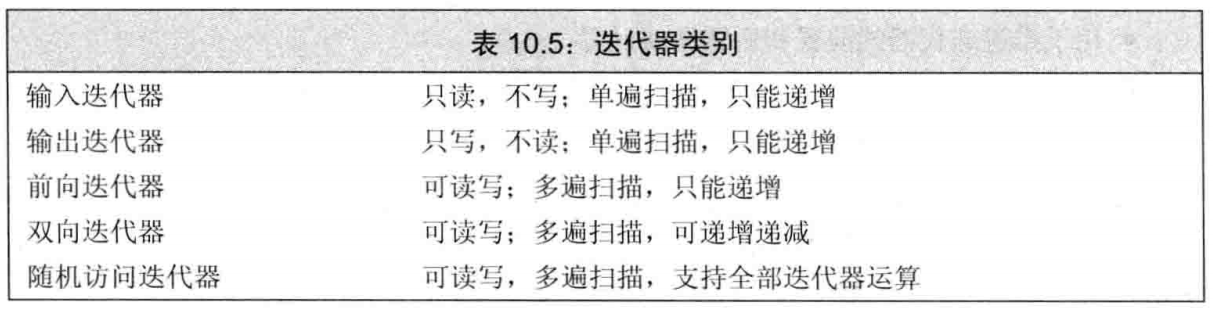 表 10.5：迭代器类别
输入迭代器 只读，不写；单遍扫描，只能递增
输出迭代器 只写，不读；单遍扫描，只能递增
前向迭代器 可读写；多遍扫描，只能递增
双向迭代器 可读写；多遍扫描，可递增递减
随机访问迭代器 可读写，多遍扫描，支持全部迭代器运算